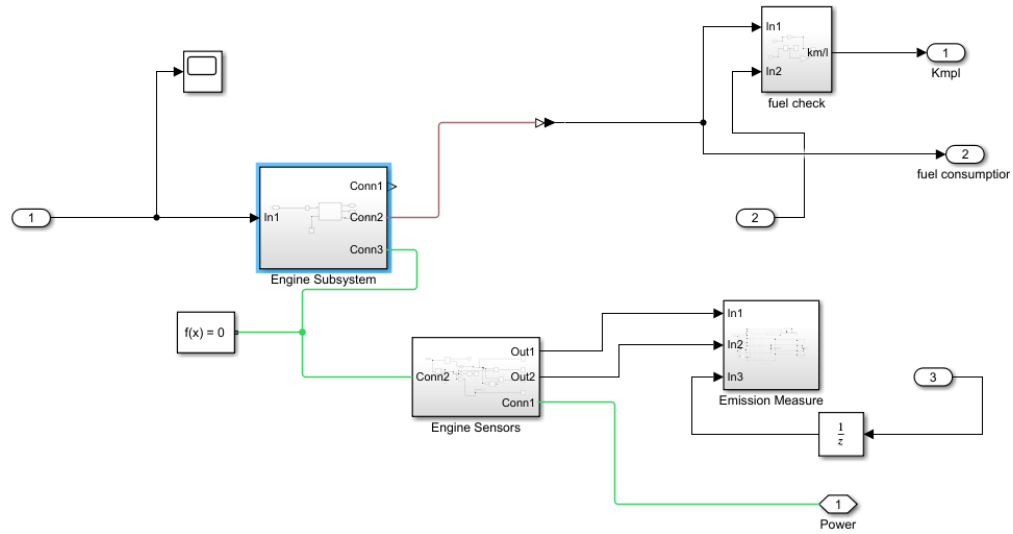 In1
km/l
In2
fuel check
1
Kmpl
2
fuel consumption
Conn1
1
In1
Conn2
2
Conn3
Engine Subsystem
f(x) = 0
In1
Out1
In2
Conn2
Out2
In3
3
Conn1
Emission Measure
Engine Sensors
1
z
1
Power